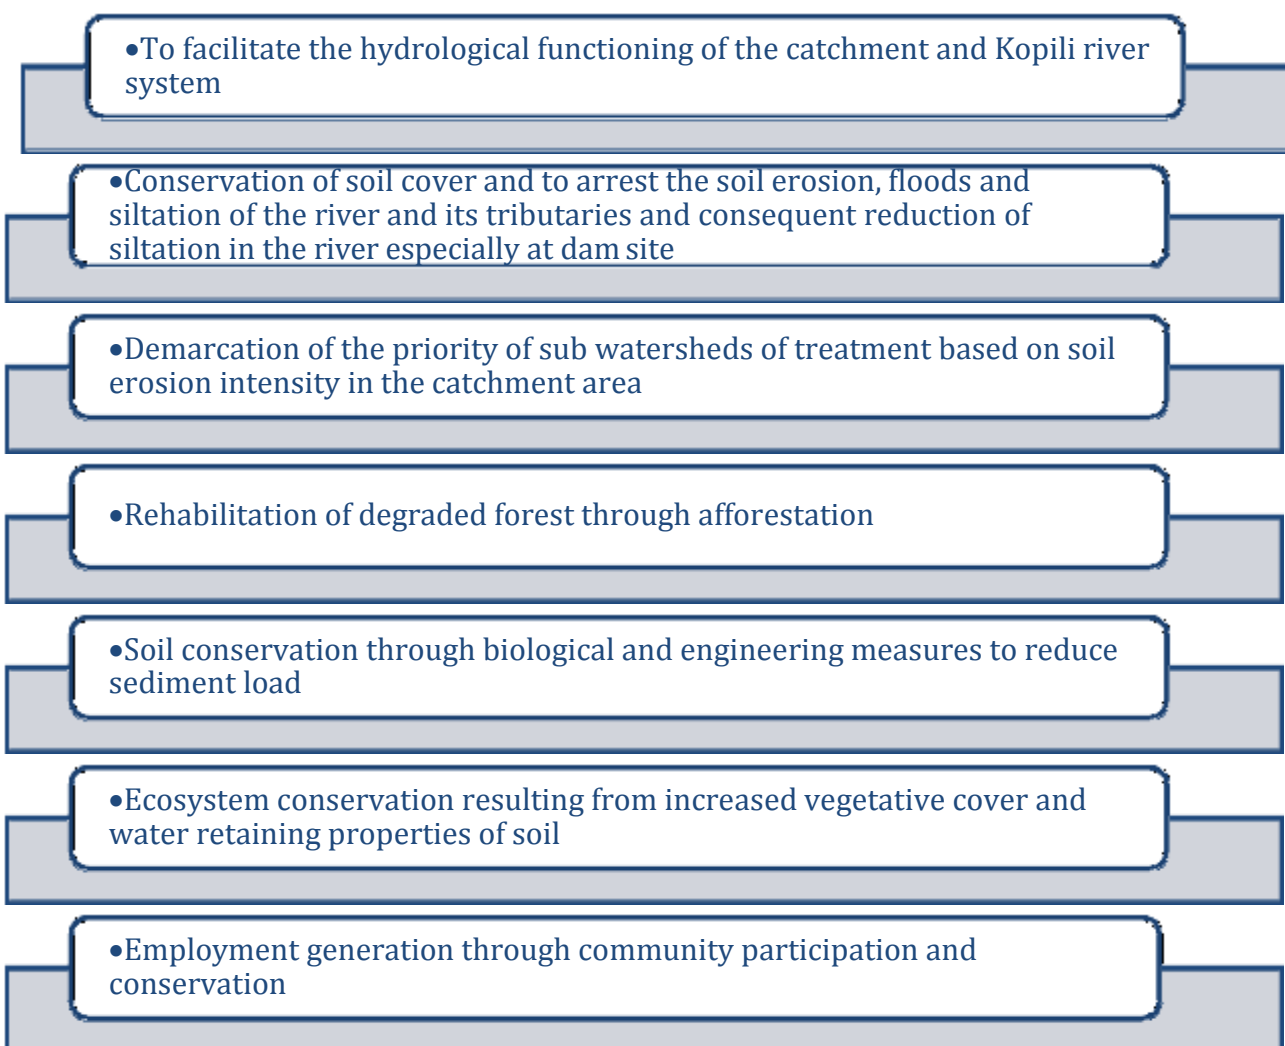 •To facilitate the hydrological functioning of the catchment and Kopili river
system
•Conservation of soil cover and to arrest the soil erosion, floods and
siltation of the river and its tributaries and consequent reduction of
siltation in the river especially at dam site
•Demarcation of the priority of sub watersheds of treatment based on soil
erosion intensity in the catchment area
•Rehabilitation of degraded forest through afforestation
•Soil conservation through biological and engineering measures to reduce
sediment load
•Ecosystem conservation resulting from increased vegetative cover and
water retaining properties of soil
•Employment generation through community participation and
conservation